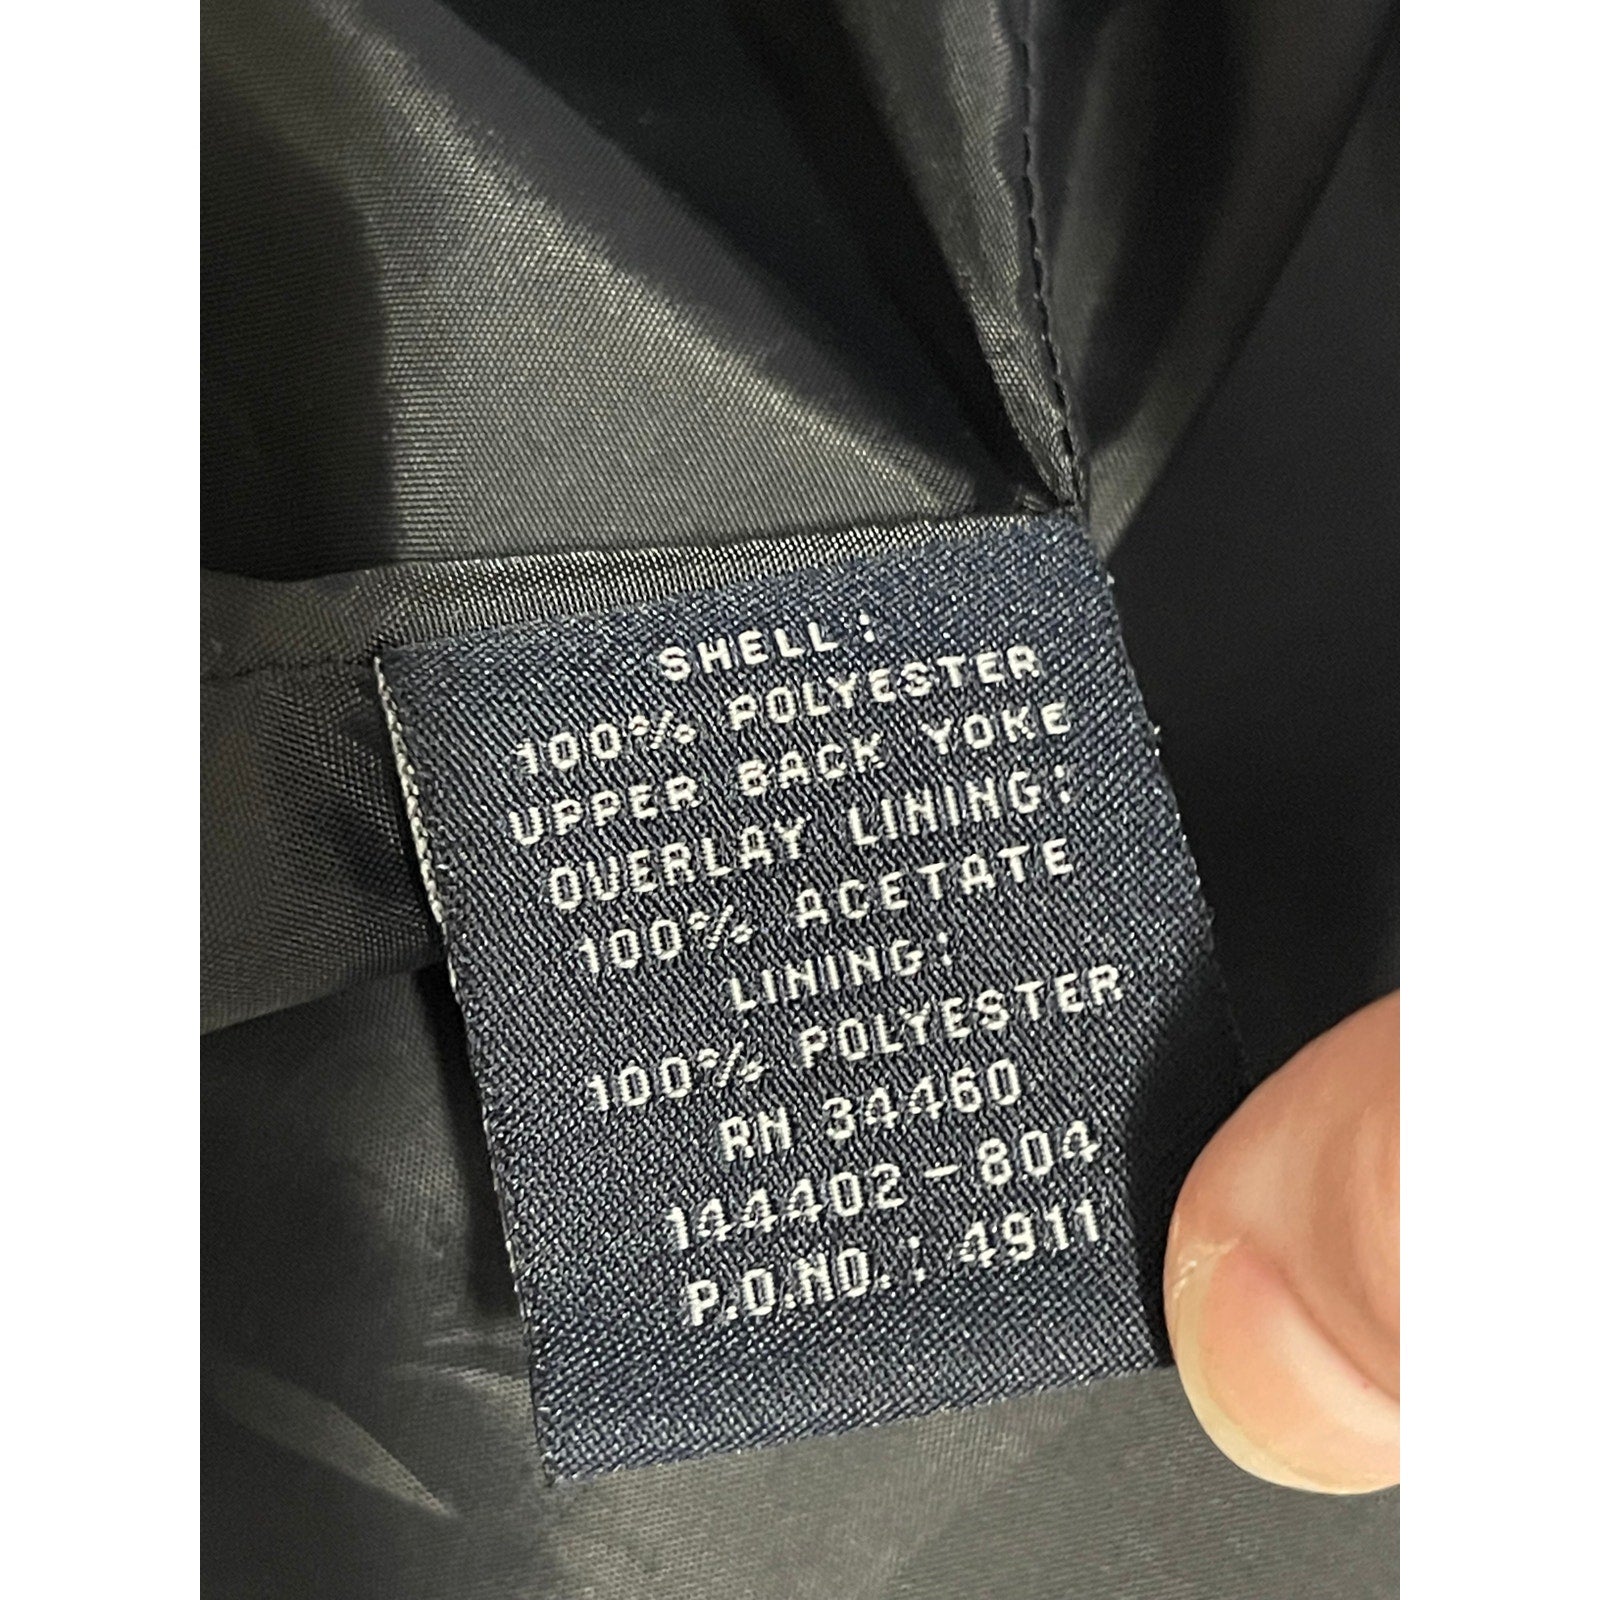 SHELL:
100% POLYESTER
UPPER BACK YOKE
OVERLAY LINING:
100% ACETATE
LINING:
100% POLYESTER
RN 34460
144402-804
P.O.NO.: 4911